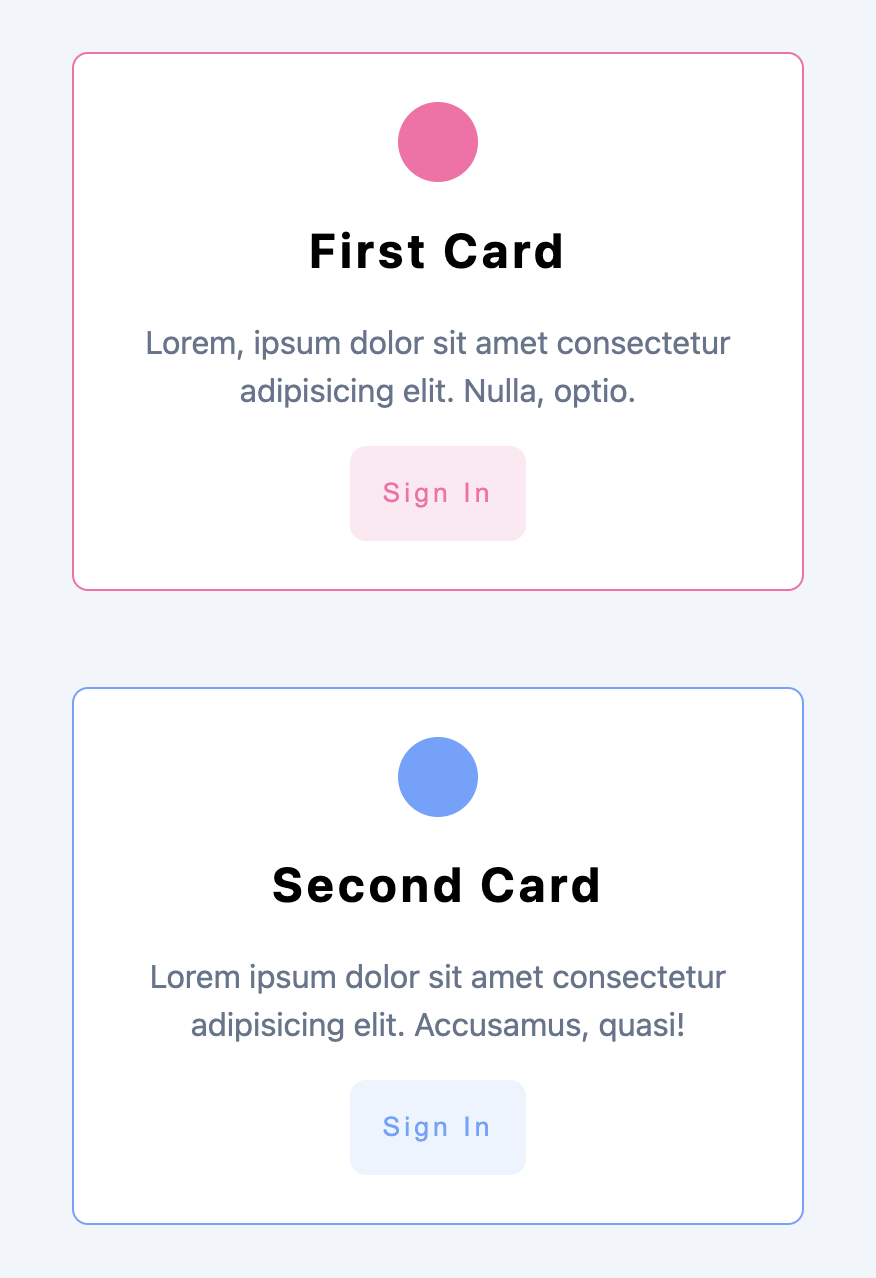 First Card
Lorem, ipsum dolor sit amet consectetur
adipisicing elit. Nulla, optio.
Sign In
Second Card
Lorem ipsum dolor sit amet consectetur
adipisicing elit. Accusamus, quasi!
Sign In